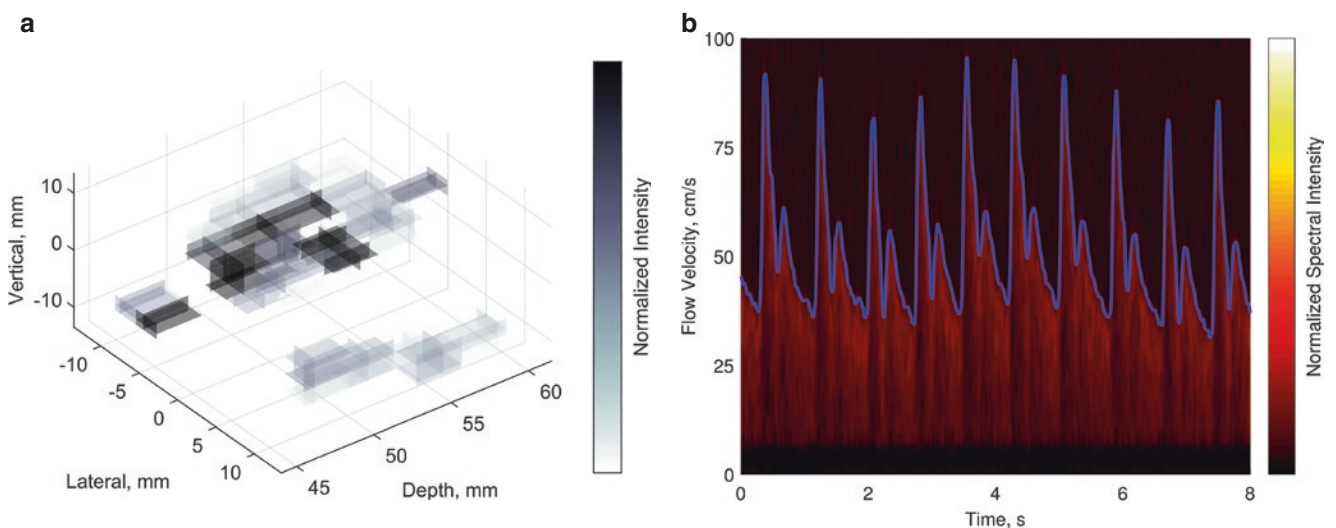 a
Vertical, mm
10
0
-10
-10
-5
0
5
10
Lateral, mm
45
50
55
60
Depth, mm
Normalized Intensity
b
Flow Velocity, cm/s
100
75
50
25
0
0 2 4 6 8
Time, s
Normalized Spectral Intensity